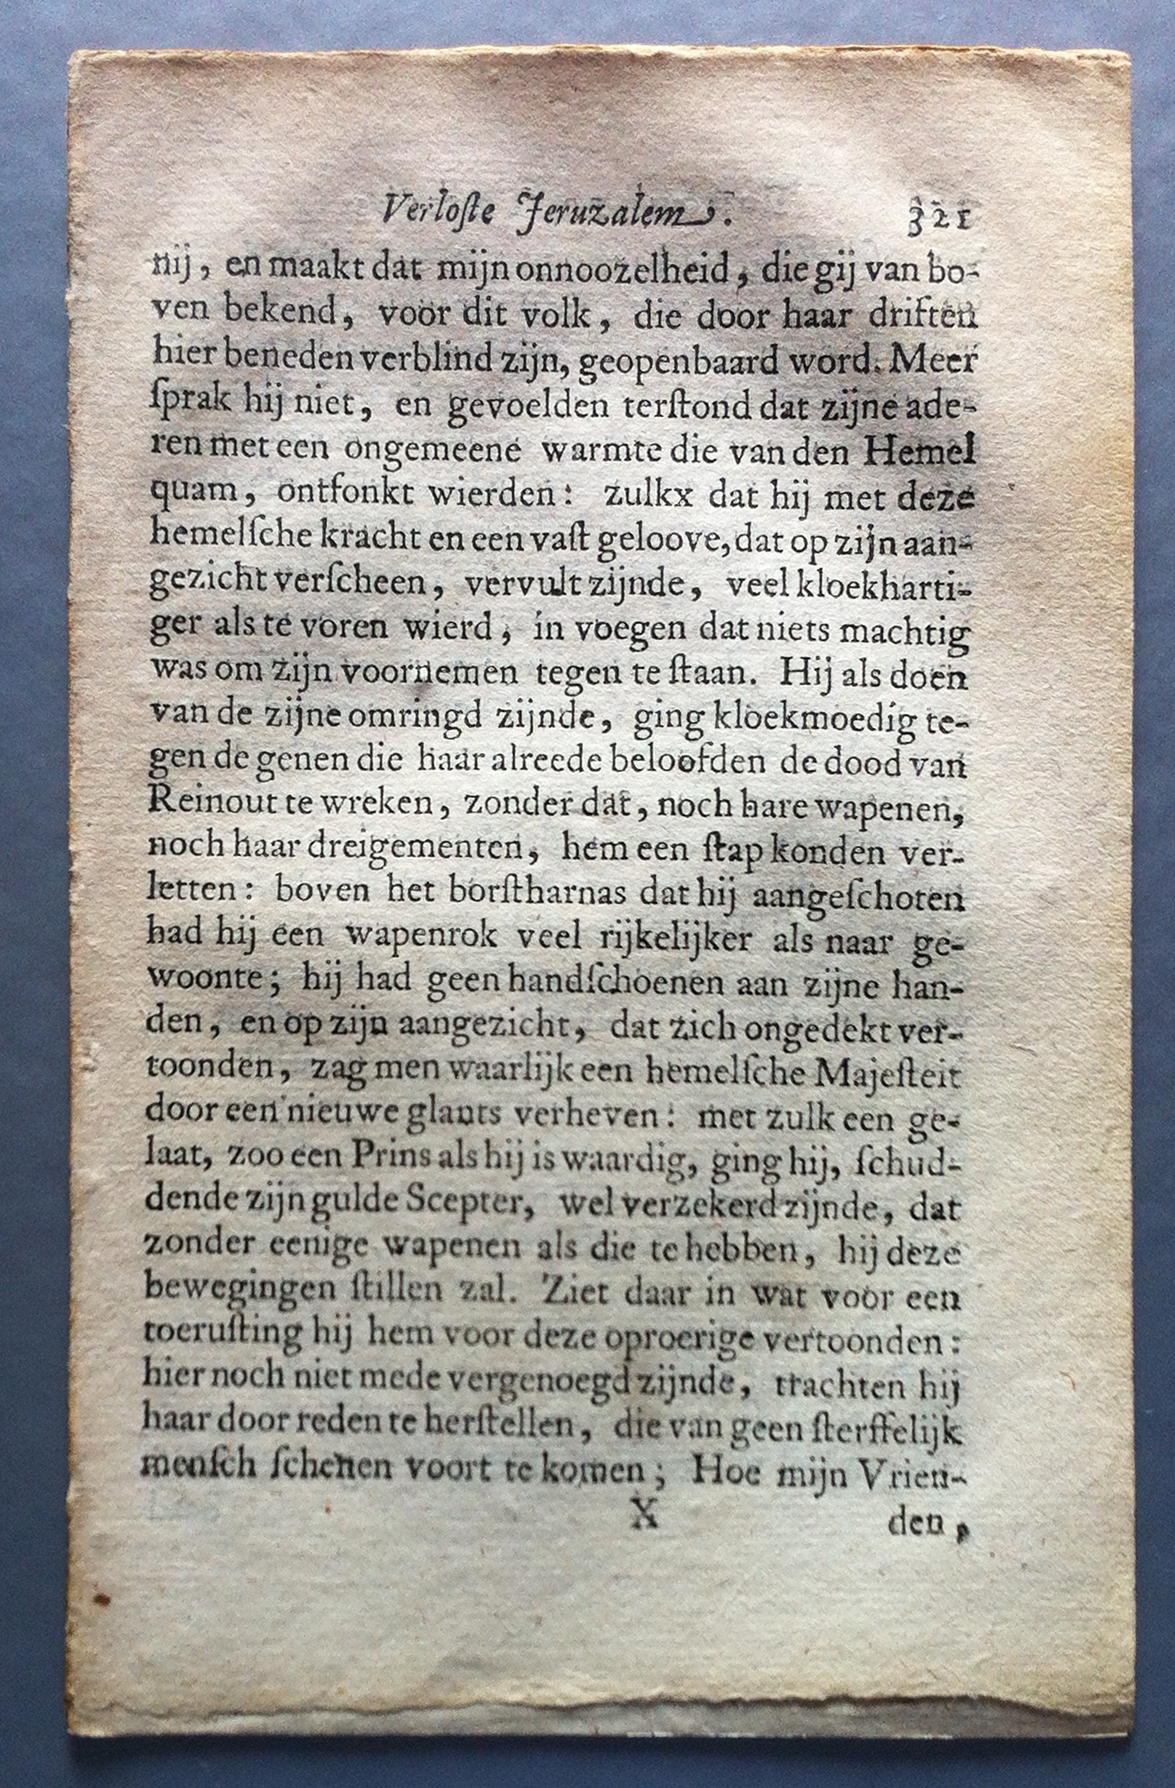 Verloſte Jeruzalem. 321
nij, en maakt dat mijn onnoozelheid, die gij van bo-
ven bekend, voor dit volk, die door haar driften
hier beneden verblind zijn, geopenbaard word. Meer
ſprak hij niet, en gevoelden terſtond dat zijne ade-
ren met een ongemeene warmte die van den Hemel
quam, ontfonkt wierden: zulkx dat hij met deze
hemelſche kracht en een vaſt geloove, dat op zijn aan-
gezicht verſcheen, vervult zijnde, veel kloekharti-
ger als te voren wierd, in voegen dat niets machtig
was om zijn voornemen tegen te ſtaan. Hij als doen
van de zijne omringd zijnde, ging kloekmoedig te-
gen de genen die haar alreede beloofden de dood van
Reinout te wreken, zonder dat, noch hare wapenen,
noch haar dreigementen, hem een ſtap konden ver-
letten: boven het borſtharnas dat hij aangeſchoten
had hij een wapenrok veel rijkelijker als naar ge-
woonte; hij had geen handſchoenen aan zijne han-
den, en op zijn aangezicht, dat zich ongedekt ver-
toonden, zag men waarlijk een hemelſche Majeſteit
door een nieuwe glants verheven: met zulk een ge-
laat, zoo een Prins als hij is waardig, ging hij, ſchud-
dende zijn gulde Scepter, wel verzekerd zijnde, dat
zonder eenige wapenen als die te hebben, hij deze
bewegingen ſtillen zal. Ziet daar in wat voor een
toeruſting hij hem voor deze oproerige vertoonden:
hier noch niet mede vergenoegd zijnde, trachten hij
haar door reden te herſtellen, die van geen ſterffelijk
menſch ſchenen voort te komen; Hoe mijn Vrien-
X den,